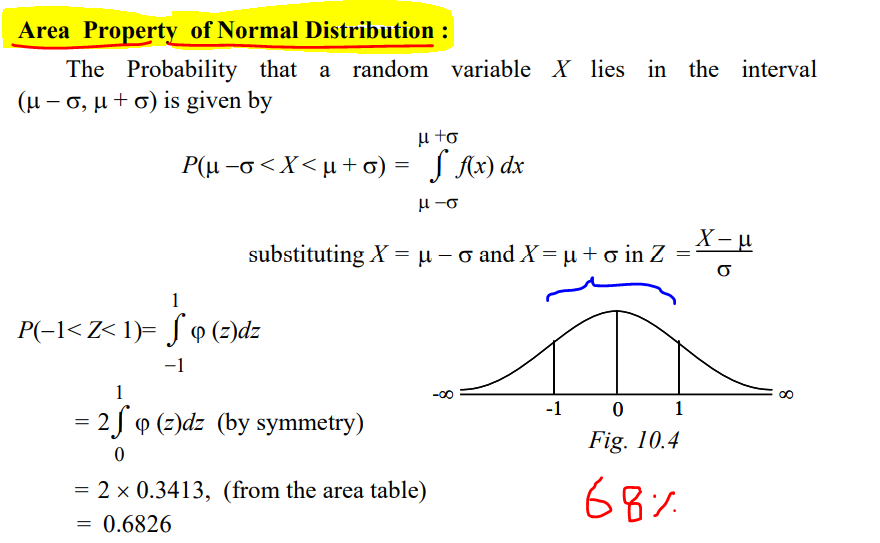 Area Property of Normal Distribution :
The Probability that a random variable X lies in the interval
(μ – σ, μ + σ) is given by
μ +σ
P(μ –σ < X < μ + σ) = ∫ f(x) dx
μ –σ
substituting X = μ – σ and X = μ + σ in Z = X – μ
σ
1
P(–1< Z< 1)= ∫ φ (z)dz
–1
1
= 2∫ φ (z)dz (by symmetry)
0
= 2 × 0.3413, (from the area table)
= 0.6826
-∞ ∞
-1 0 1
Fig. 10.4
68%